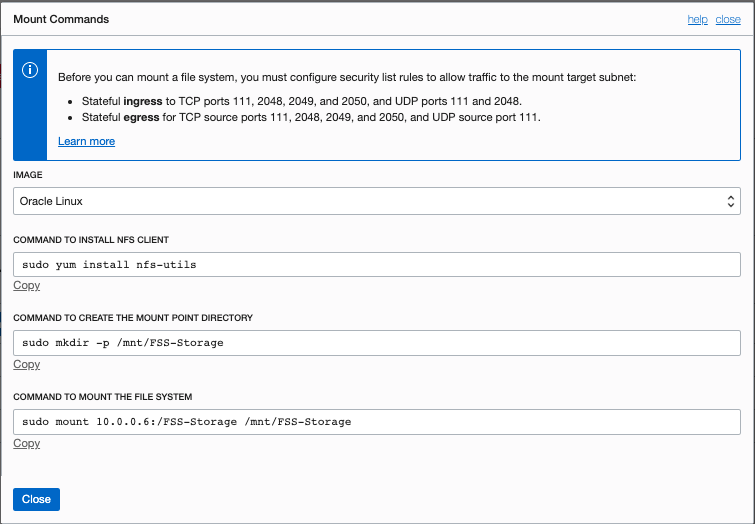 Mount Commands
help close
Before you can mount a file system, you must configure security list rules to allow traffic to the mount target subnet:
• Stateful ingress to TCP ports 111, 2048, 2049, and 2050, and UDP ports 111 and 2048.
• Stateful egress for TCP source ports 111, 2048, 2049, and 2050, and UDP source port 111.
Learn more
IMAGE
Oracle Linux
COMMAND TO INSTALL NFS CLIENT
sudo yum install nfs-utils
Copy
COMMAND TO CREATE THE MOUNT POINT DIRECTORY
sudo mkdir -p /mnt/FSS-Storage
Copy
COMMAND TO MOUNT THE FILE SYSTEM
sudo mount 10.0.0.6:/FSS-Storage /mnt/FSS-Storage
Copy
Close